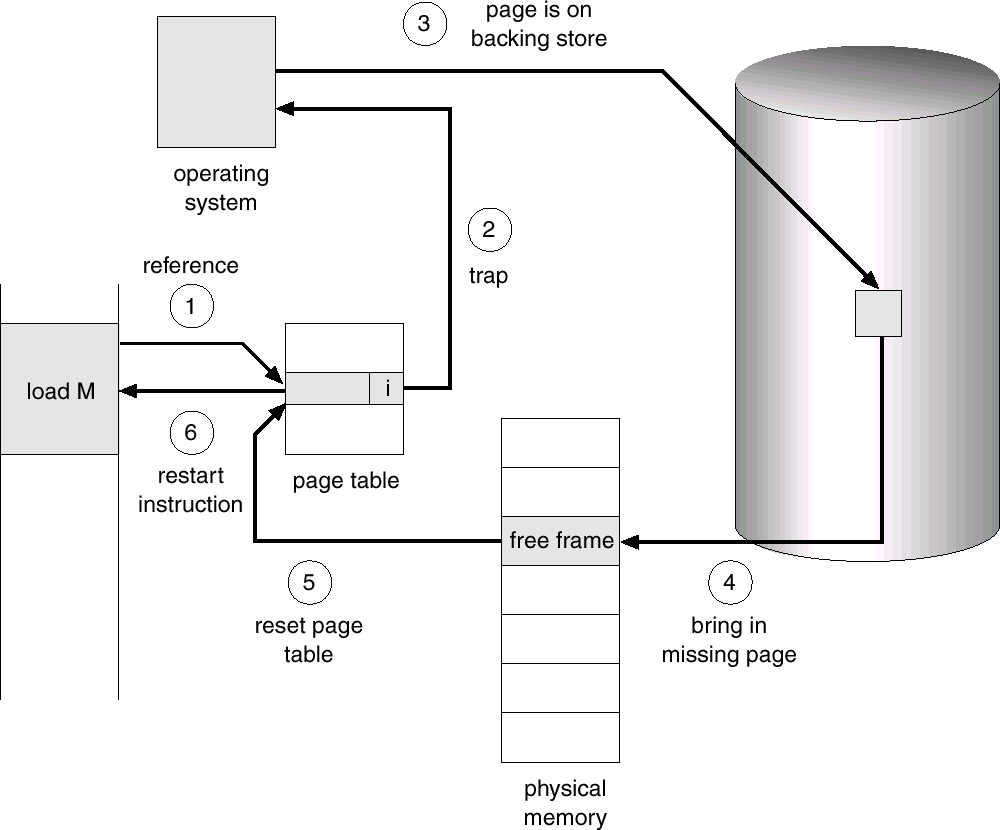 3
page is on
backing store
operating
system
2
trap
reference
1
load M
i
6
restart
instruction
page table
free frame
5
reset page
table
4
bring in
missing page
physical
memory